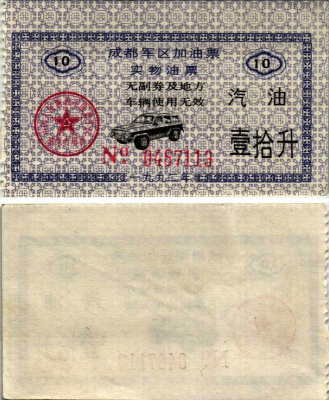 10 成都军区加油票 10
实物油票
无副券及地方
车辆使用无效
汽油
壹拾升
No 0467113
一九九二年